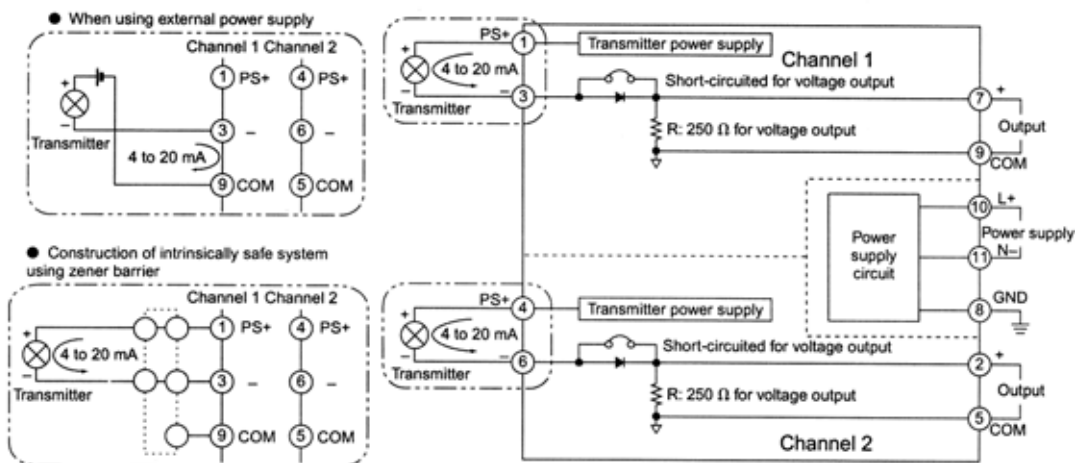 ● When using external power supply
Channel 1 Channel 2
1 PS+ 4 PS+
+
−
Transmitter
3 − 6 −
4 to 20 mA
9 COM 5 COM
● Construction of intrinsically safe system
using zener barrier
Channel 1 Channel 2
+ 1 PS+ 4 PS+
4 to 20 mA
− 3 − 6 −
Transmitter
9 COM 5 COM
PS+ 1 Transmitter power supply
Channel 1
+
4 to 20 mA
− − 3
Transmitter
Short-circuited for voltage output
7 +
R: 250 Ω for voltage output
Output
9
COM
Power
supply
circuit
10 L+
Power supply
11 N−
GND
8
PS+ 4 Transmitter power supply
+
4 to 20 mA
− − 6
Transmitter
Short-circuited for voltage output
2 +
R: 250 Ω for voltage output
Output
5
COM
Channel 2